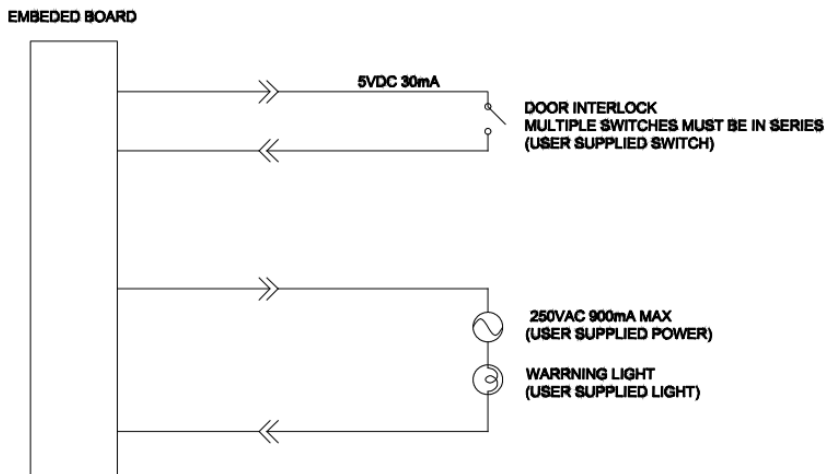 EMBEDED BOARD
5VDC 30mA
DOOR INTERLOCK
MULTIPLE SWITCHES MUST BE IN SERIES
(USER SUPPLIED SWITCH)
250VAC 900mA MAX
(USER SUPPLIED POWER)
WARRNING LIGHT
(USER SUPPLIED LIGHT)